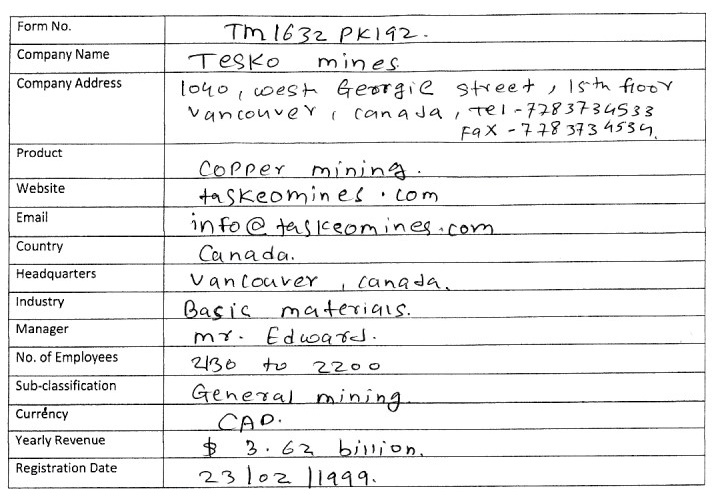 Form No. TM1632 PK192.
Company Name Tesko mines
Company Address 1040, west Georgie street, 15th floor
Vancouver, Canada, Tel-7783734533
Fax-7783734534.
Product Copper mining.
Website taskeomines.com
Email info@taskeomines.com
Country Canada.
Headquarters Vancouver, Canada.
Industry Basic materials.
Manager mr. Edward.
No. of Employees 2130 to 2200
Sub-classification General mining.
Currency CAD.
Yearly Revenue $ 3.62 billion.
Registration Date 23/02/1999.